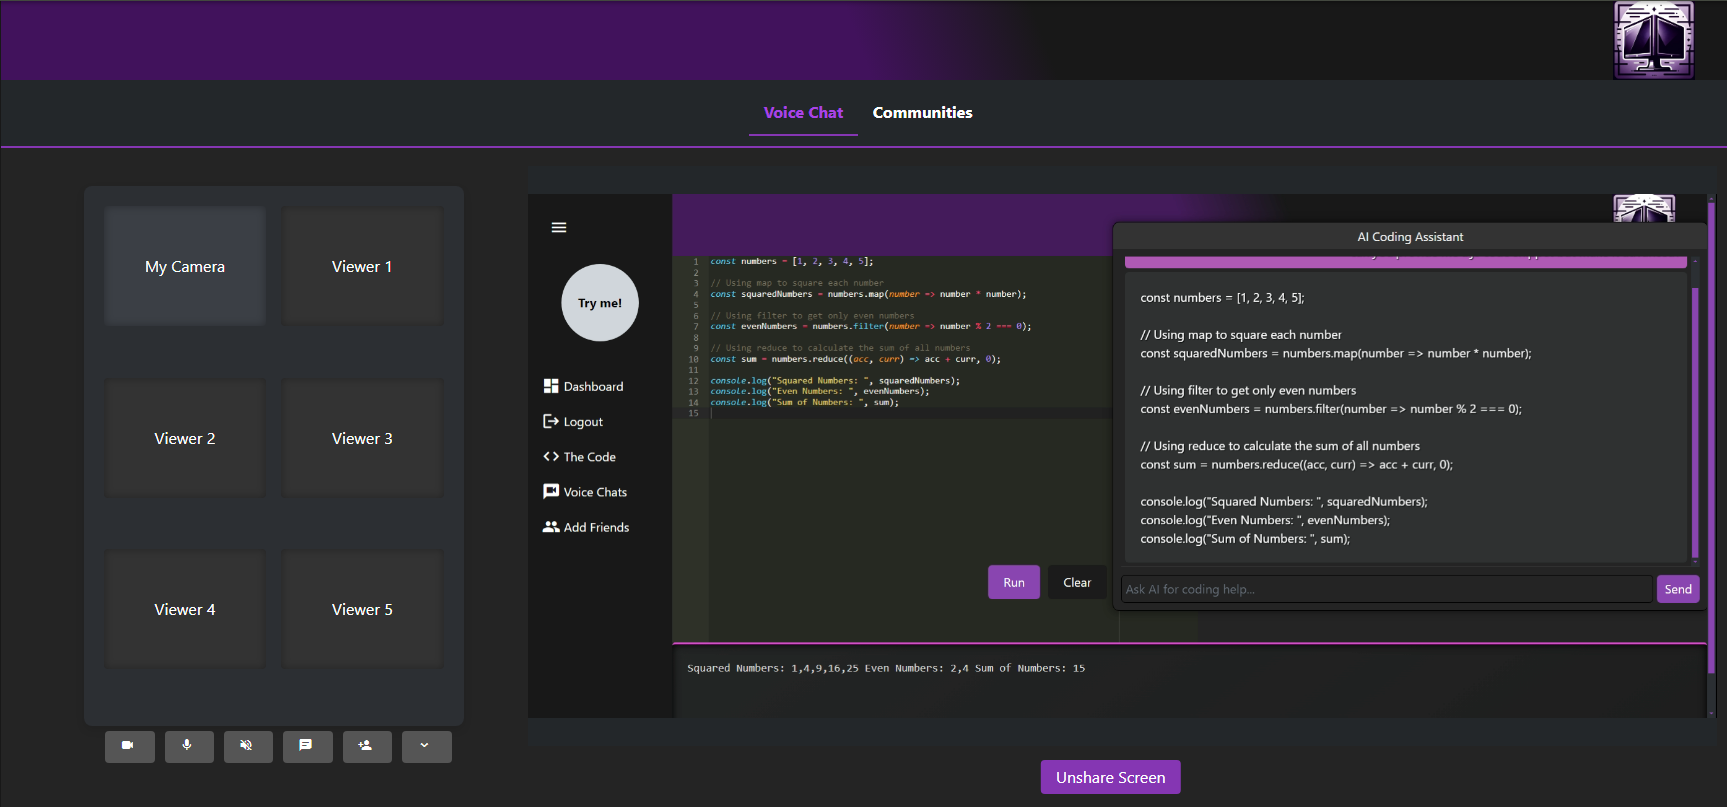 Voice Chat Communities
My Camera Viewer 1
Viewer 2 Viewer 3
Viewer 4 Viewer 5
Try me!
Dashboard
Logout
The Code
Voice Chats
Add Friends
1 const numbers = [1, 2, 3, 4, 5];
2
3 // Using map to square each number
4 const squaredNumbers = numbers.map(number => number * number);
5
6 // Using filter to get only even numbers
7 const evenNumbers = numbers.filter(number => number % 2 === 0);
8
9 // Using reduce to calculate the sum of all numbers
10 const sum = numbers.reduce((acc, curr) => acc + curr, 0);
11
12 console.log("Squared Numbers: ", squaredNumbers);
13 console.log("Even Numbers: ", evenNumbers);
14 console.log("Sum of Numbers: ", sum);
15
Run Clear
AI Coding Assistant
const numbers = [1, 2, 3, 4, 5];
// Using map to square each number
const squaredNumbers = numbers.map(number => number * number);
// Using filter to get only even numbers
const evenNumbers = numbers.filter(number => number % 2 === 0);
// Using reduce to calculate the sum of all numbers
const sum = numbers.reduce((acc, curr) => acc + curr, 0);
console.log("Squared Numbers: ", squaredNumbers);
console.log("Even Numbers: ", evenNumbers);
console.log("Sum of Numbers: ", sum);
Ask AI for coding help... Send
Squared Numbers: 1,4,9,16,25 Even Numbers: 2,4 Sum of Numbers: 15
Unshare Screen